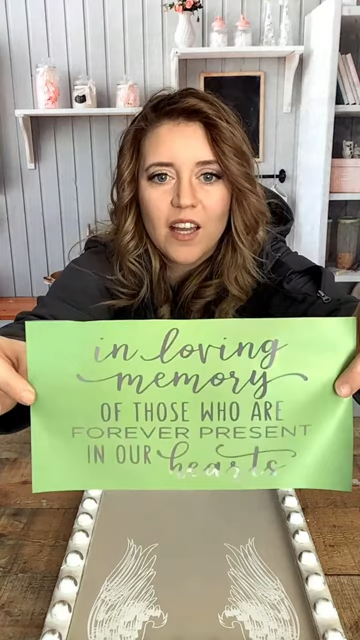 in loving
memory
OF THOSE WHO ARE
FOREVER PRESENT
IN OUR hearts